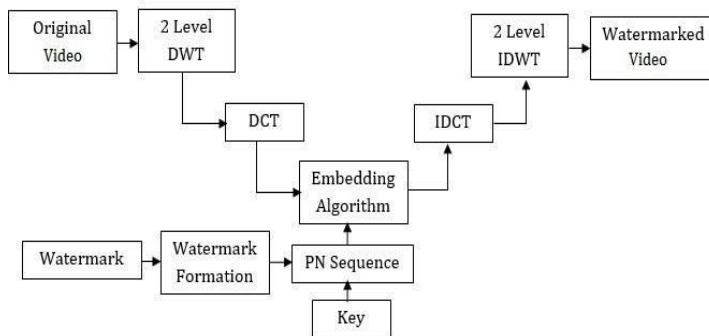 Original
Video
2 Level
DWT
2 Level
IDWT
Watermarked
Video
DCT
IDCT
Embedding
Algorithm
Watermark
Watermark
Formation
PN Sequence
Key